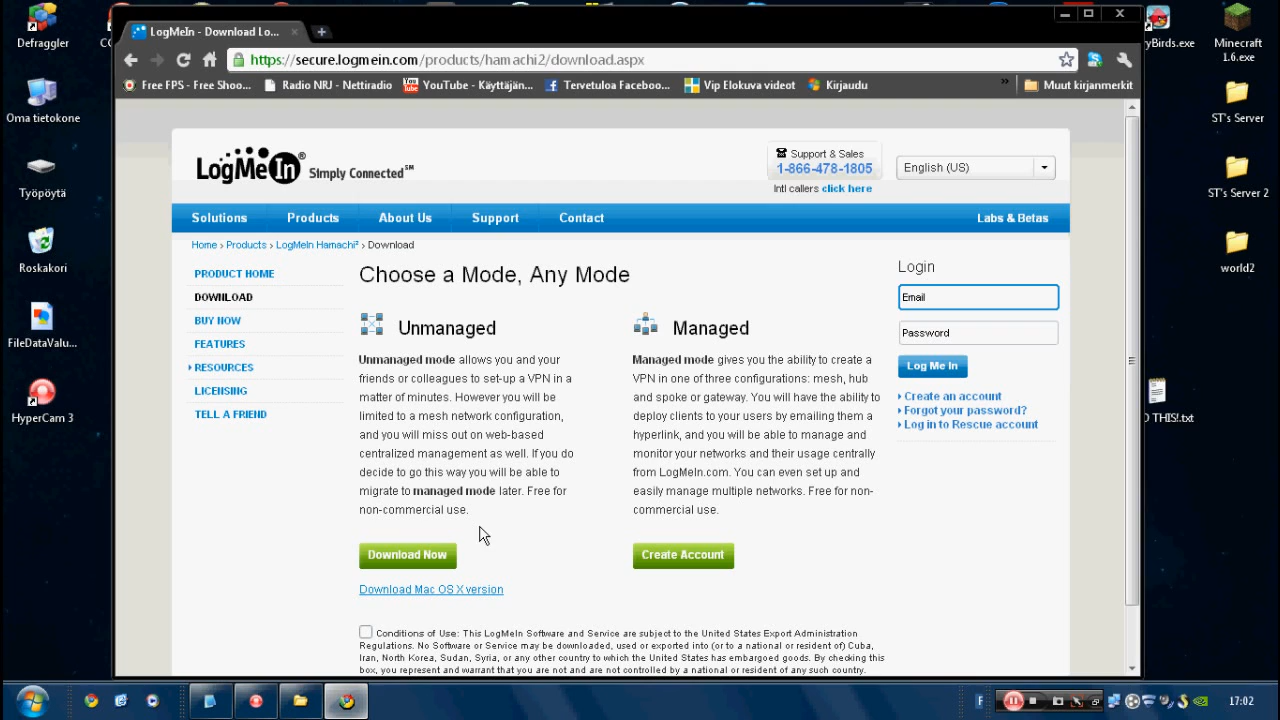 Defraggler
Oma tietokone
Työpöytä
Roskakori
FileDataValu...
HyperCam 3
LogMeIn - Download Lo...
https://secure.logmein.com/products/hamachi2/download.aspx
Free FPS - Free Shoo...
Radio NRJ - Nettiradio
YouTube - Käyttäjän...
Tervetuloa Faceboo...
Vip Elokuva videot
Kirjaudu
»
Muut kirjanmerkit
LogMeIn® Simply Connected℠
Support & Sales
1-866-478-1805
Intl callers click here
English (US)
Solutions
Products
About Us
Support
Contact
Labs & Betas
Home › Products › LogMeIn Hamachi² › Download
PRODUCT HOME
DOWNLOAD
BUY NOW
FEATURES
RESOURCES
LICENSING
TELL A FRIEND
Choose a Mode, Any Mode
Unmanaged
Unmanaged mode allows you and your
friends or colleagues to set-up a VPN in a
matter of minutes. However you will be
limited to a mesh network configuration,
and you will miss out on web-based
centralized management as well. If you do
decide to go this way you will be able to
migrate to managed mode later. Free for
non-commercial use.
Download Now
Download Mac OS X version
Managed
Managed mode gives you the ability to create a
VPN in one of three configurations: mesh, hub
and spoke or gateway. You will have the ability to
deploy clients to your users by emailing them a
hyperlink, and you will be able to manage and
monitor your networks and their usage centrally
from LogMeIn.com. You can even set up and
easily manage multiple networks. Free for non-
commercial use.
Create Account
Conditions of Use: This LogMeIn Software and Service are subject to the United States Export Administration
Regulations. No Software or Service may be downloaded, used or exported into (or to a national or resident of) Cuba,
Iran, North Korea, Sudan, Syria, or any other country to which the United States has embargoed goods. By checking this
box, you represent and warrant that you are not and are not controlled by a national or resident of any such country.
Login
Email
Password
Log Me In
Create an account
Forgot your password?
Log in to Rescue account
yBirds.exe
Minecraft
1.6.exe
ST's Server
ST's Server 2
world2
D THIS!.txt
F
17:02